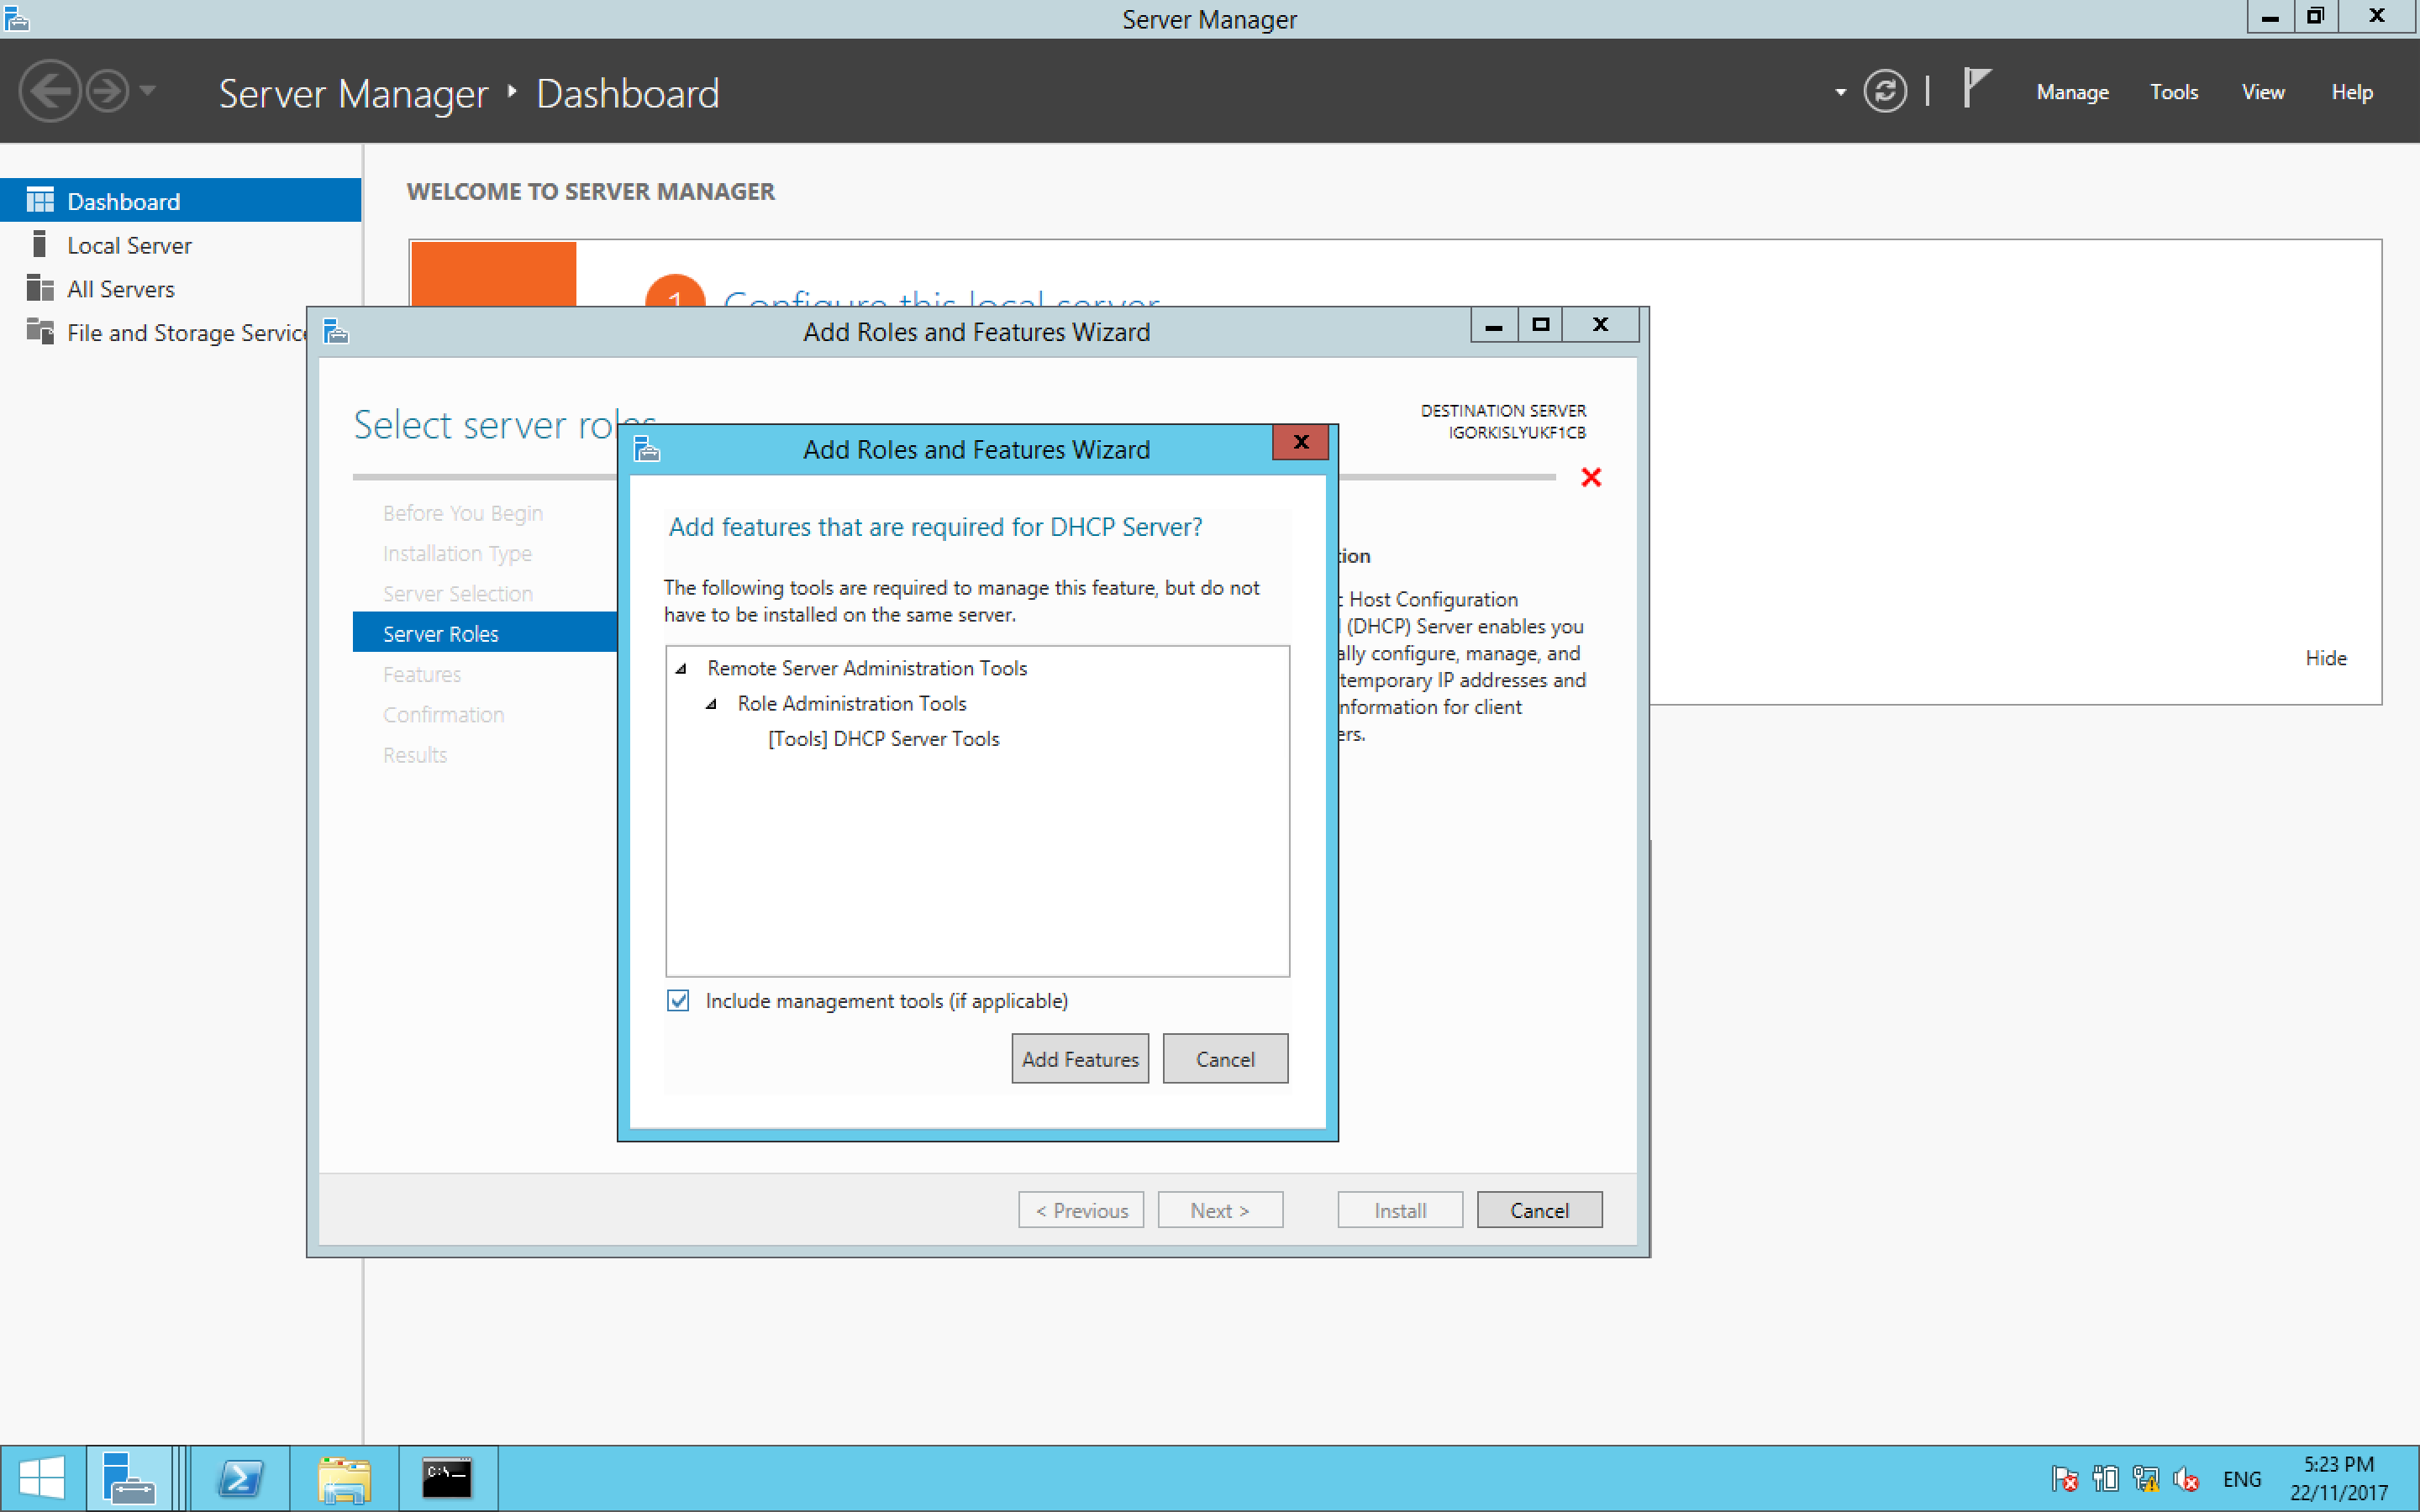 Server Manager
Server Manager Dashboard
Manage Tools View Help
Dashboard
Local Server
All Servers
File and Storage
WELCOME TO SERVER MANAGER
1 Configure this local server
Hide
Add Roles and Features Wizard
Select server
DESTINATION SERVER
IGORKISLYUKF1CB
Before You Begin
Installation Type
Server Selection
Server Roles
Features
Confirmation
Results
Host Configuration
(DHCP) Server enables you
configure, manage, and
temporary IP addresses and
information for client
Add Roles and Features Wizard
Add features that are required for DHCP Server?
The following tools are required to manage this feature, but do not
have to be installed on the same server.
Remote Server Administration Tools
Role Administration Tools
[Tools] DHCP Server Tools
Include management tools (if applicable)
Add Features Cancel
< Previous Next > Install Cancel
C:\
ENG
5:23 PM
22/11/2017